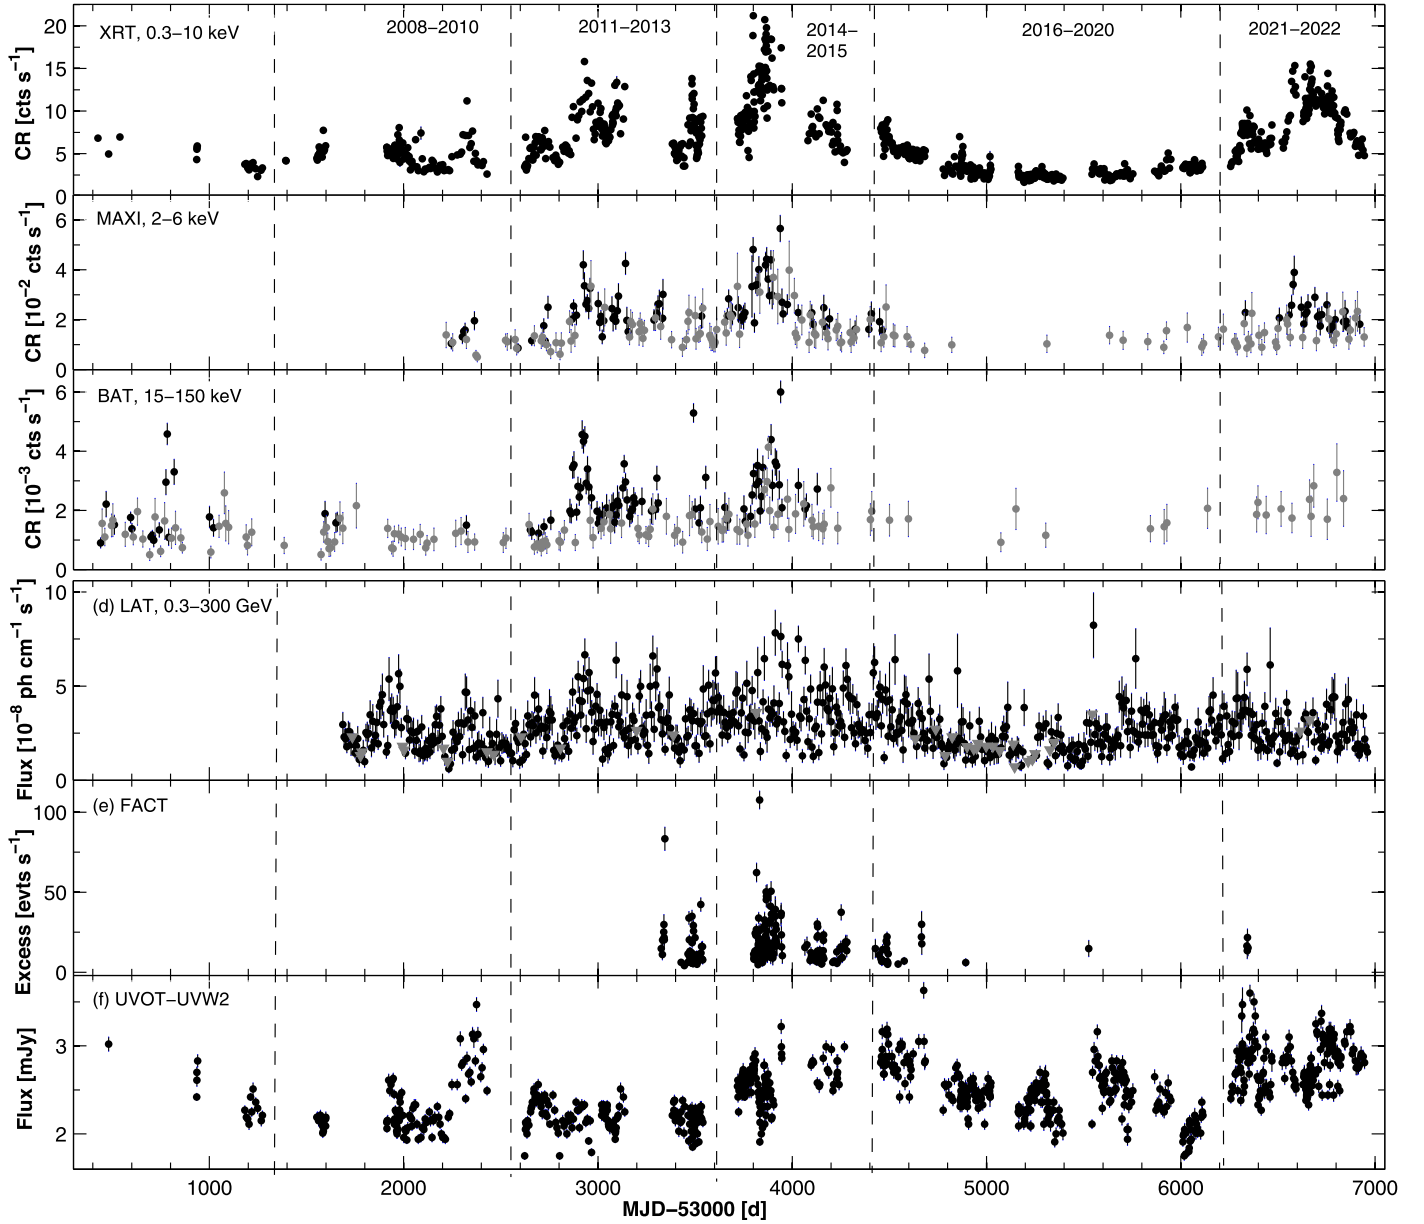 XRT, 0.3–10 keV
2008–2010
2011–2013
2014–
2015
2016–2020
2021–2022
CR [cts s⁻¹]
20
15
10
5
0
MAXI, 2–6 keV
CR [10⁻² cts s⁻¹]
6
4
2
0
BAT, 15–150 keV
CR [10⁻³ cts s⁻¹]
6
4
2
0
(d) LAT, 0.3–300 GeV
Flux [10⁻⁸ ph cm⁻¹ s⁻¹]
10
5
0
(e) FACT
Excess [evts s⁻¹]
100
50
0
(f) UVOT–UVW2
Flux [mJy]
3
2
1000 2000 3000 4000 5000 6000 7000
MJD–53000 [d]